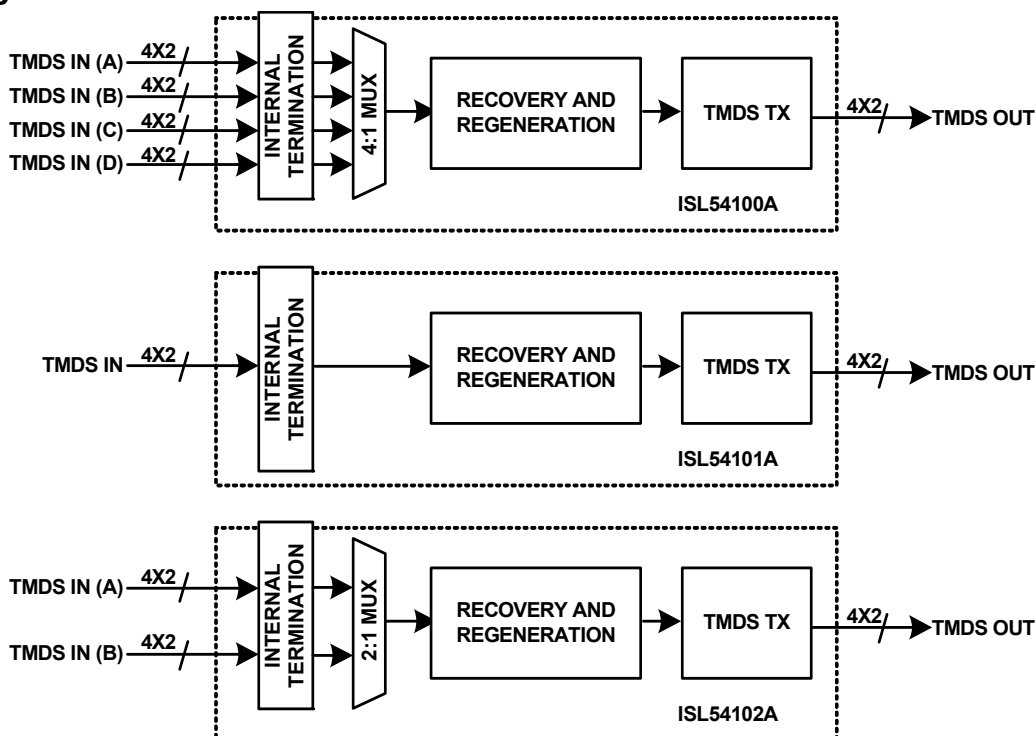 TMDS IN (A) 4X2
TMDS IN (B) 4X2
TMDS IN (C) 4X2
TMDS IN (D) 4X2
INTERNAL
TERMINATION
4:1 MUX
RECOVERY AND
REGENERATION
TMDS TX
4X2
TMDS OUT
ISL54100A
TMDS IN 4X2
INTERNAL
TERMINATION
RECOVERY AND
REGENERATION
TMDS TX
4X2
TMDS OUT
ISL54101A
TMDS IN (A) 4X2
TMDS IN (B) 4X2
INTERNAL
TERMINATION
2:1 MUX
RECOVERY AND
REGENERATION
TMDS TX
4X2
TMDS OUT
ISL54102A